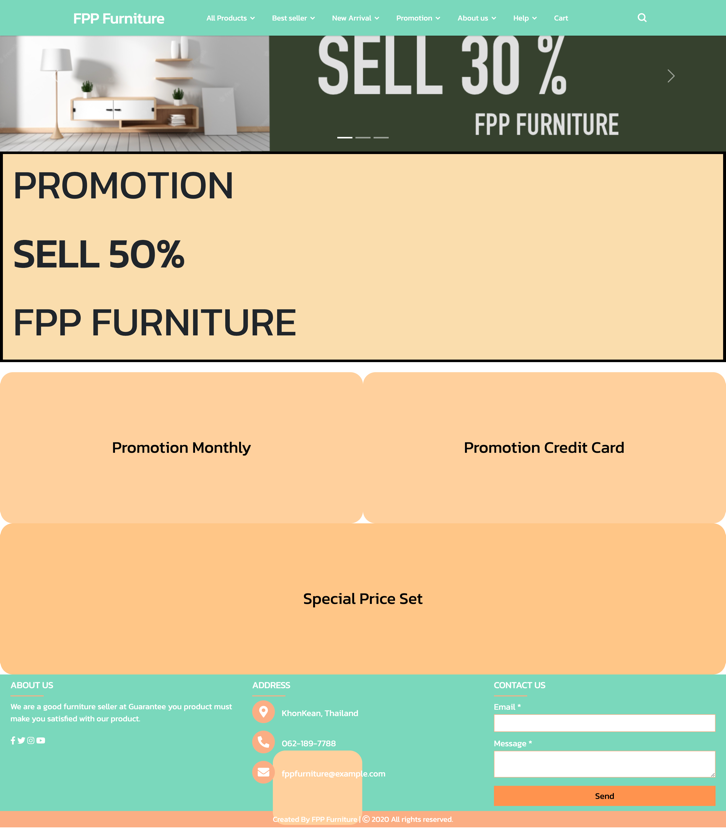 FPP Furniture
All Products
Best seller
New Arrival
Promotion
About us
Help
Cart
SELL 30 %
FPP FURNITURE
PROMOTION
SELL 50%
FPP FURNITURE
Promotion Monthly
Promotion Credit Card
Special Price Set
ABOUT US
We are a good furniture seller at Guarantee you product must
make you satisfied with our product.
ADDRESS
KhonKean, Thailand
062-189-7788
fppfurniture@example.com
CONTACT US
Email *
Message *
Send
Created By FPP Furniture | © 2020 All rights reserved.